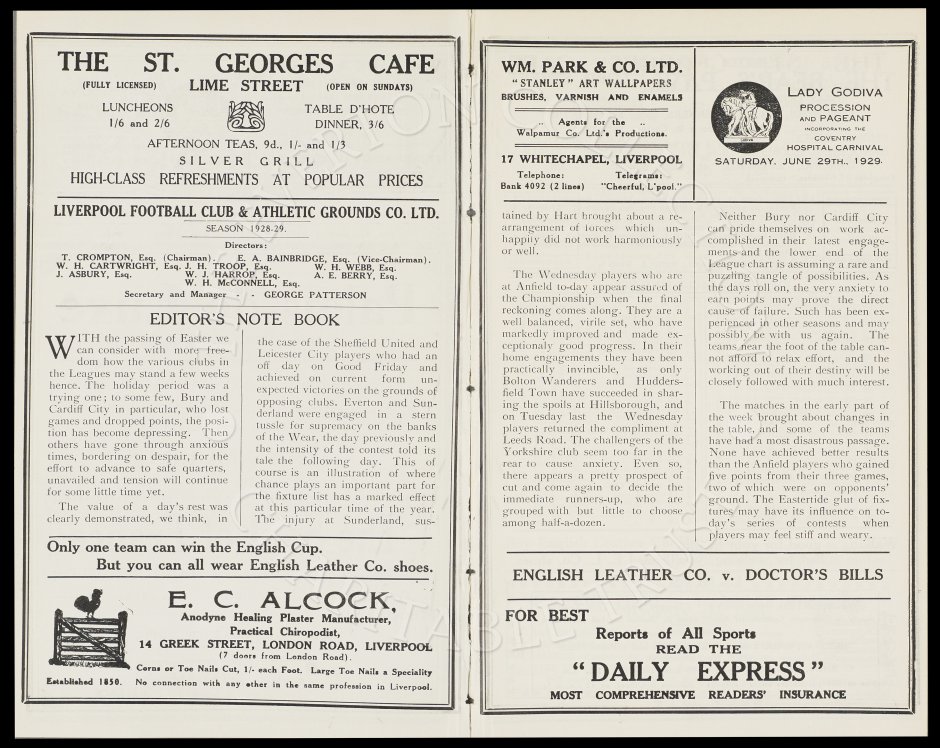 THE ST. GEORGES CAFE
(FULLY LICENSED) LIME STREET (OPEN ON SUNDAYS)
LUNCHEONS
1/6 and 2/6
TABLE D'HOTE
DINNER, 3/6
AFTERNOON TEAS, 9d., 1/- and 1/3
SILVER GRILL
HIGH-CLASS REFRESHMENTS AT POPULAR PRICES
LIVERPOOL FOOTBALL CLUB & ATHLETIC GROUNDS CO. LTD.
SEASON 1928-29.
Directors:
T. CROMPTON, Esq. (Chairman). E. A. BAINBRIDGE, Esq. (Vice-Chairman).
W. H. CARTWRIGHT, Esq. J. H. TROOP, Esq. W. H. WEBB, Esq.
J. ASBURY, Esq. W. J. HARROP, Esq. A. E. BERRY, Esq.
W. H. McCONNELL, Esq.
Secretary and Manager - - GEORGE PATTERSON
EDITOR'S NOTE BOOK
WITH the passing of Easter we
can consider with more free-
dom how the various clubs in
the Leagues may stand a few weeks
hence. The holiday period was a
trying one; to some few, Bury and
Cardiff City in particular, who lost
games and dropped points, the posi-
tion has become depressing. Then
others have gone through anxious
times, bordering on despair, for the
effort to advance to safe quarters,
unavailed and tension will continue
for some little time yet.
The value of a day's rest was
clearly demonstrated, we think, in
the case of the Sheffield United and
Leicester City players who had an
off day on Good Friday and
achieved on current form un-
expected victories on the grounds of
opposing clubs. Everton and Sun-
derland were engaged in a stern
tussle for supremacy on the banks
of the Wear, the day previously and
the intensity of the contest told its
tale the following day. This of
course is an illustration of where
chance plays an important part for
the fixture list has a marked effect
at this particular time of the year.
The injury at Sunderland, sus-
Only one team can win the English Cup.
But you can all wear English Leather Co. shoes.
E. C. ALCOCK,
Anodyne Healing Plaster Manufacturer,
Practical Chiropodist,
14 GREEK STREET, LONDON ROAD, LIVERPOOL
(7 doors from London Road).
Corns or Toe Nails Cut, 1/- each Foot. Large Toe Nails a Speciality
Established 1850. No connection with any other in the same profession in Liverpool.
WM. PARK & CO. LTD.
"STANLEY" ART WALLPAPERS
BRUSHES, VARNISH AND ENAMELS
.. Agents for the ..
Walpamur Co. Ltd.'s Productions.
17 WHITECHAPEL, LIVERPOOL
Telephone: Telegrams:
Bank 4092 (2 lines) "Cheerful, L'pool."
LADY GODIVA
PROCESSION
AND PAGEANT
INCORPORATING THE
COVENTRY
HOSPITAL CARNIVAL
SATURDAY, JUNE 29TH., 1929.
tained by Hart brought about a re-
arrangement of forces which un-
happily did not work harmoniously
or well.
The Wednesday players who are
at Anfield to-day appear assured of
the Championship when the final
reckoning comes along. They are a
well balanced, virile set, who have
markedly improved and made ex-
ceptionaly good progress. In their
home engagements they have been
practically invincible, as only
Bolton Wanderers and Hudders-
field Town have succeeded in shar-
ing the spoils at Hillsborough, and
on Tuesday last the Wednesday
players returned the compliment at
Leeds Road. The challengers of the
Yorkshire club seem too far in the
rear to cause anxiety. Even so,
there appears a pretty prospect of
cut and come again to decide the
immediate runners-up, who are
grouped with but little to choose
among half-a-dozen.
Neither Bury nor Cardiff City
can pride themselves on work ac-
complished in their latest engage-
ments and the lower end of the
League chart is assuming a rare and
puzzling tangle of possibilities. As
the days roll on, the very anxiety to
earn points may prove the direct
cause of failure. Such has been ex-
perienced in other seasons and may
possibly be with us again. The
teams near the foot of the table can-
not afford to relax effort, and the
working out of their destiny will be
closely followed with much interest.
The matches in the early part of
the week brought about changes in
the table, and some of the teams
have had a most disastrous passage.
None have achieved better results
than the Anfield players who gained
five points from their three games,
two of which were on opponents'
ground. The Eastertide glut of fix-
tures may have its influence on to-
day's series of contests when
players may feel stiff and weary.
ENGLISH LEATHER CO. v. DOCTOR'S BILLS
FOR BEST
Reports of All Sports
READ THE
"DAILY EXPRESS"
MOST COMPREHENSIVE READERS' INSURANCE